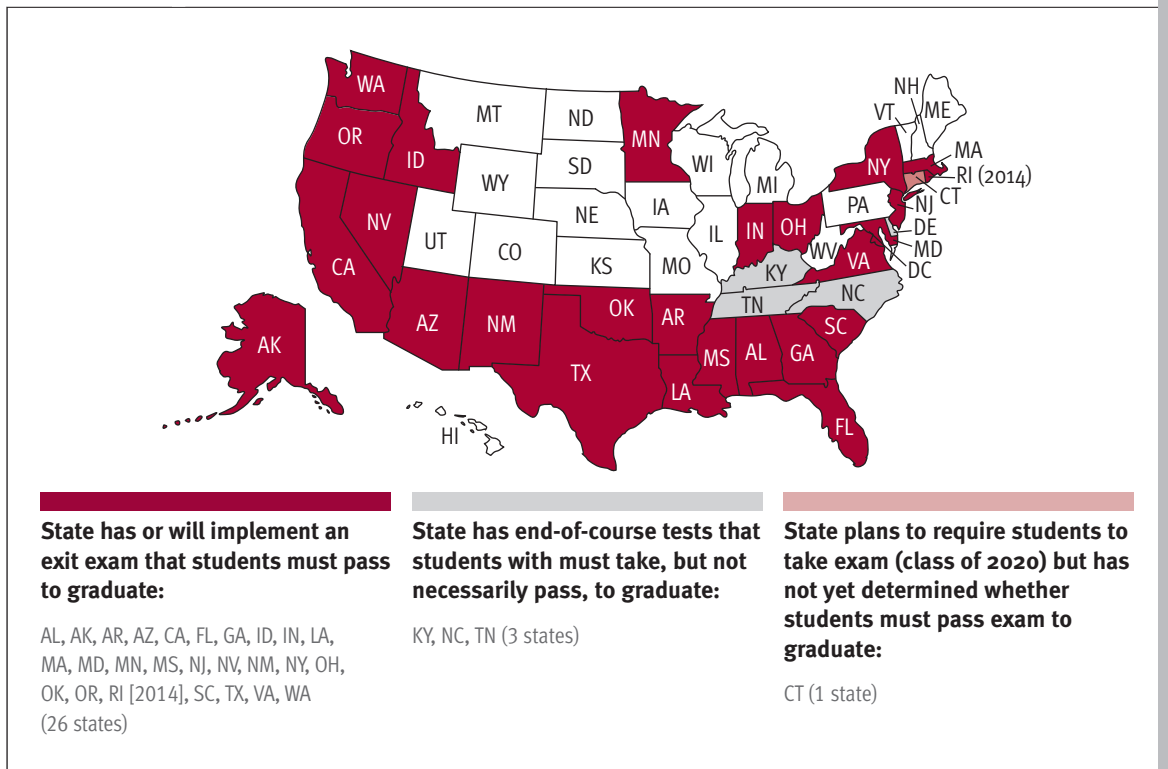 WA
MT
ND
MN
OR
ID
SD
WY
WI
MI
NH
VT
ME
NY
MA
RI (2014)
CT
NV
UT
CO
NE
IA
KS
MO
IL
IN
OH
PA
NJ
DE
MD
DC
WV
VA
KY
CA
AZ
NM
OK
AR
TN
NC
SC
TX
LA
MS
AL
GA
FL
AK
HI
State has or will implement an
exit exam that students must pass
to graduate:
AL, AK, AR, AZ, CA, FL, GA, ID, IN, LA,
MA, MD, MN, MS, NJ, NV, NM, NY, OH,
OK, OR, RI [2014], SC, TX, VA, WA
(26 states)
State has end-of-course tests that
students with must take, but not
necessarily pass, to graduate:
KY, NC, TN (3 states)
State plans to require students to
take exam (class of 2020) but has
not yet determined whether
students must pass exam to
graduate:
CT (1 state)